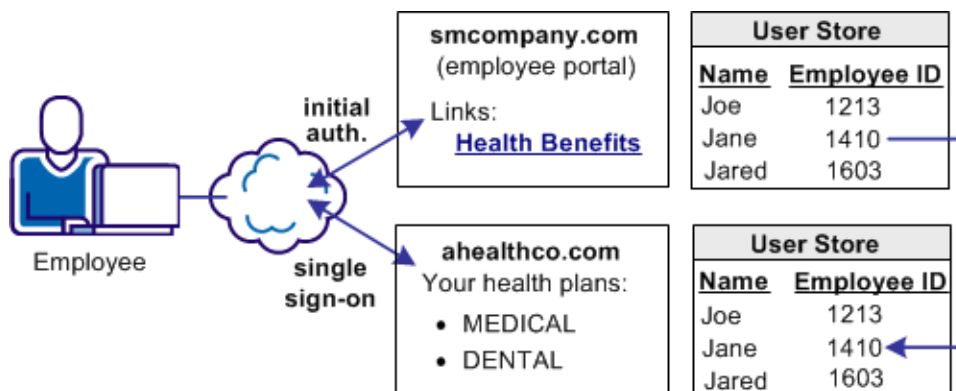 Employee
initial
auth.
single
sign-on
smcompany.com
(employee portal)
Links:
Health Benefits
User Store
Name Employee ID
Joe 1213
Jane 1410
Jared 1603
ahealthco.com
Your health plans:
• MEDICAL
• DENTAL
User Store
Name Employee ID
Joe 1213
Jane 1410
Jared 1603